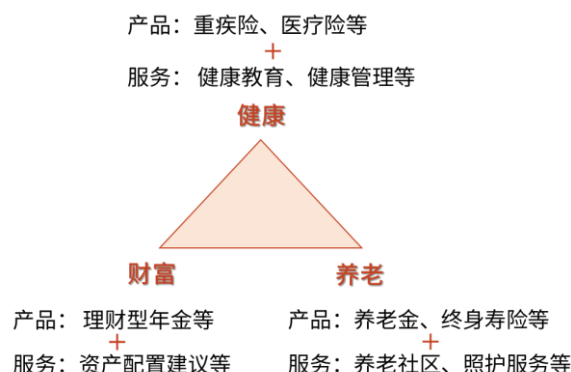 产品：重疾险、医疗险等
+
服务：健康教育、健康管理等
健康
财富
养老
产品：理财型年金等
+
服务：资产配置建议等
产品：养老金、终身寿险等
+
服务：养老社区、照护服务等